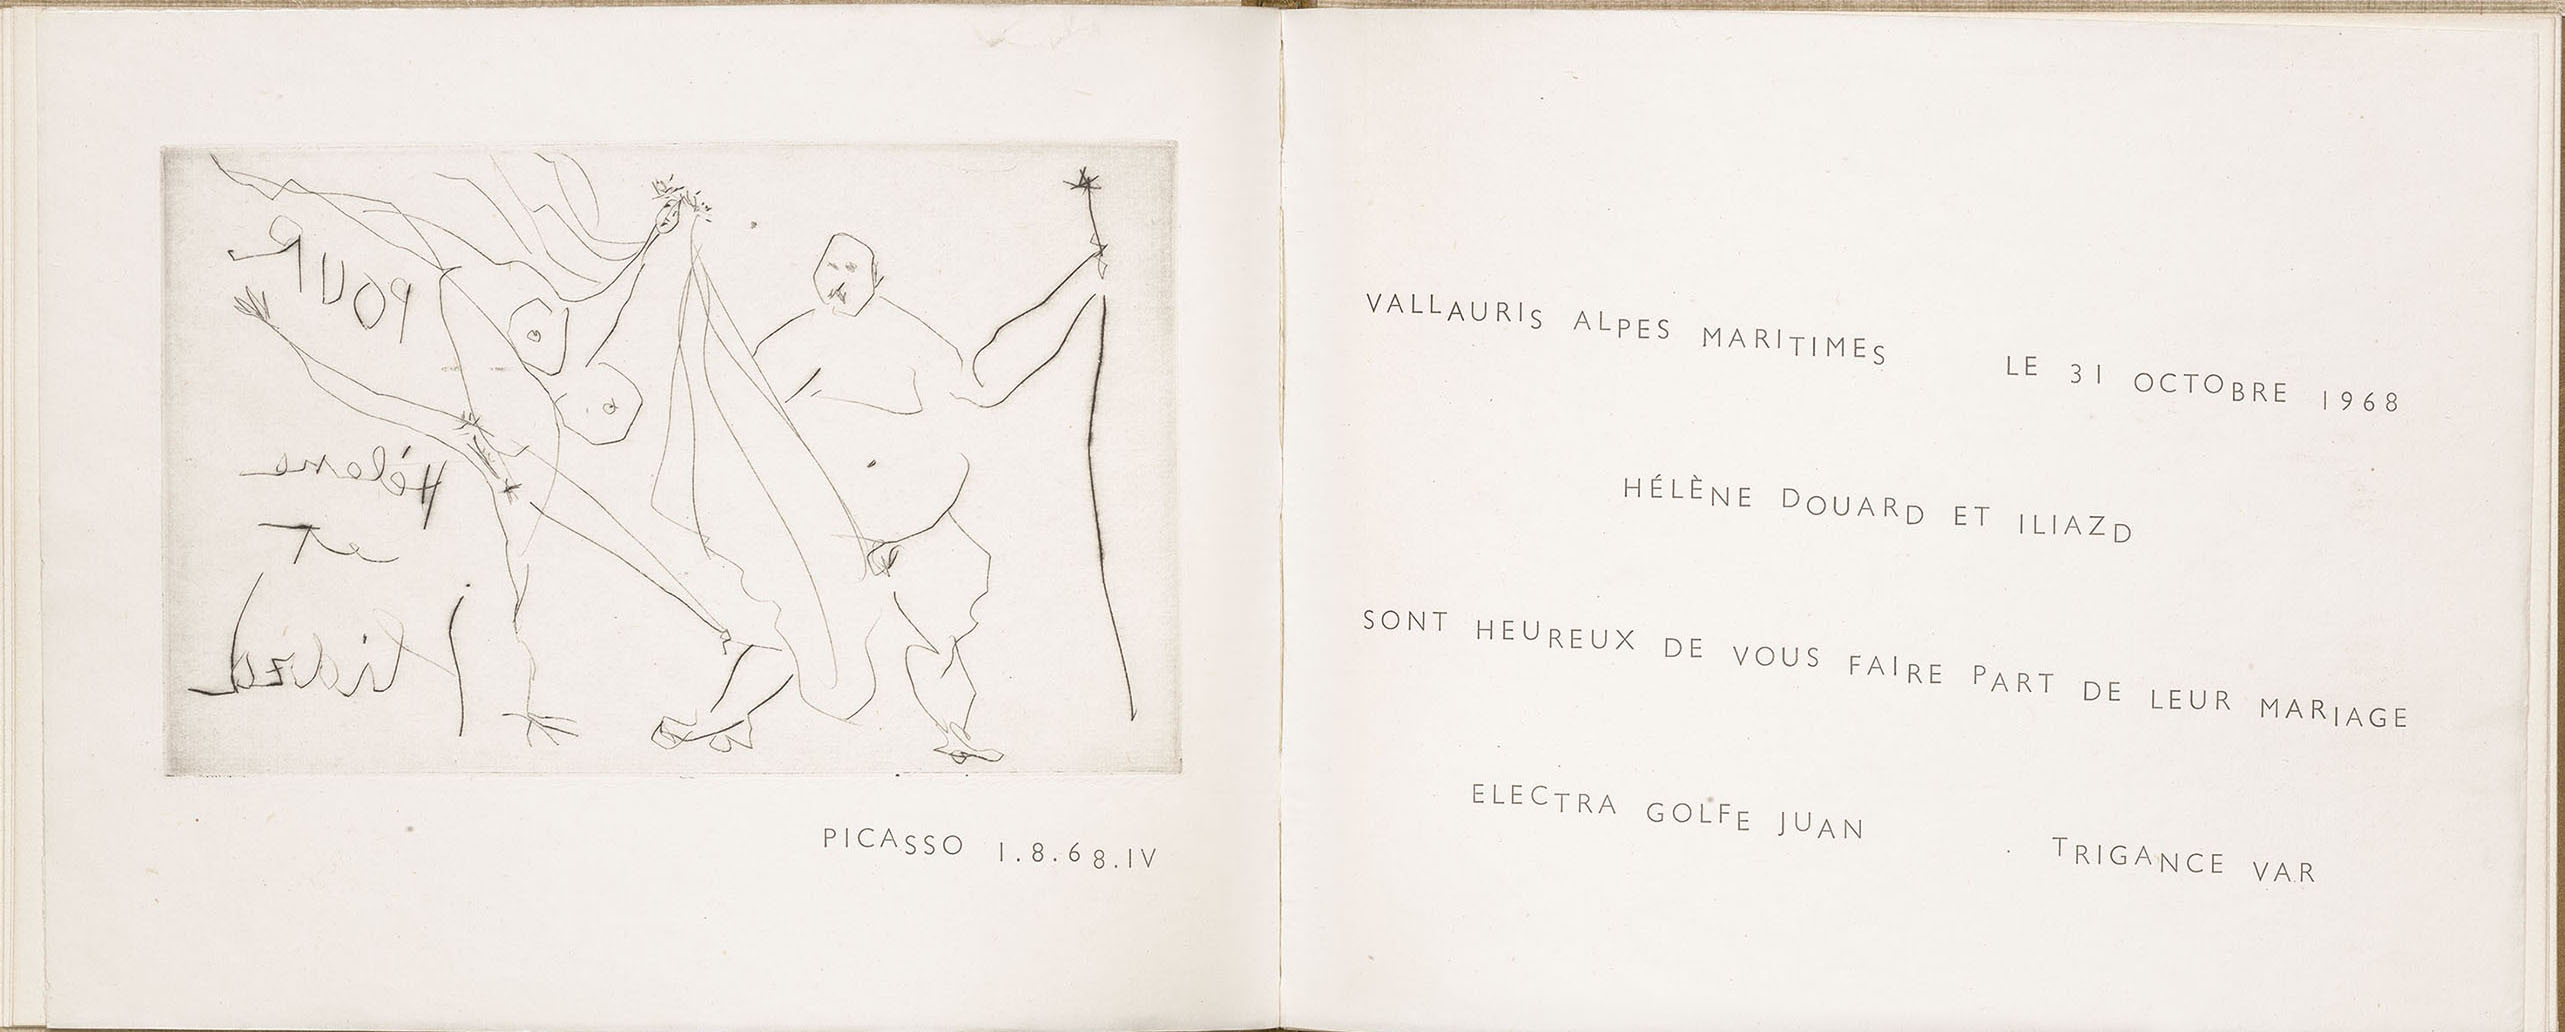 POUR
Hélène
et
Iliazd
PICASSO 1.8.68.IV
VALLAURIS ALPES MARITIMES LE 31 OCTOBRE 1968
HÉLÈNE DOUARD ET ILIAZD
SONT HEUREUX DE VOUS FAIRE PART DE LEUR MARIAGE
ELECTRA GOLFE JUAN TRIGANCE VAR